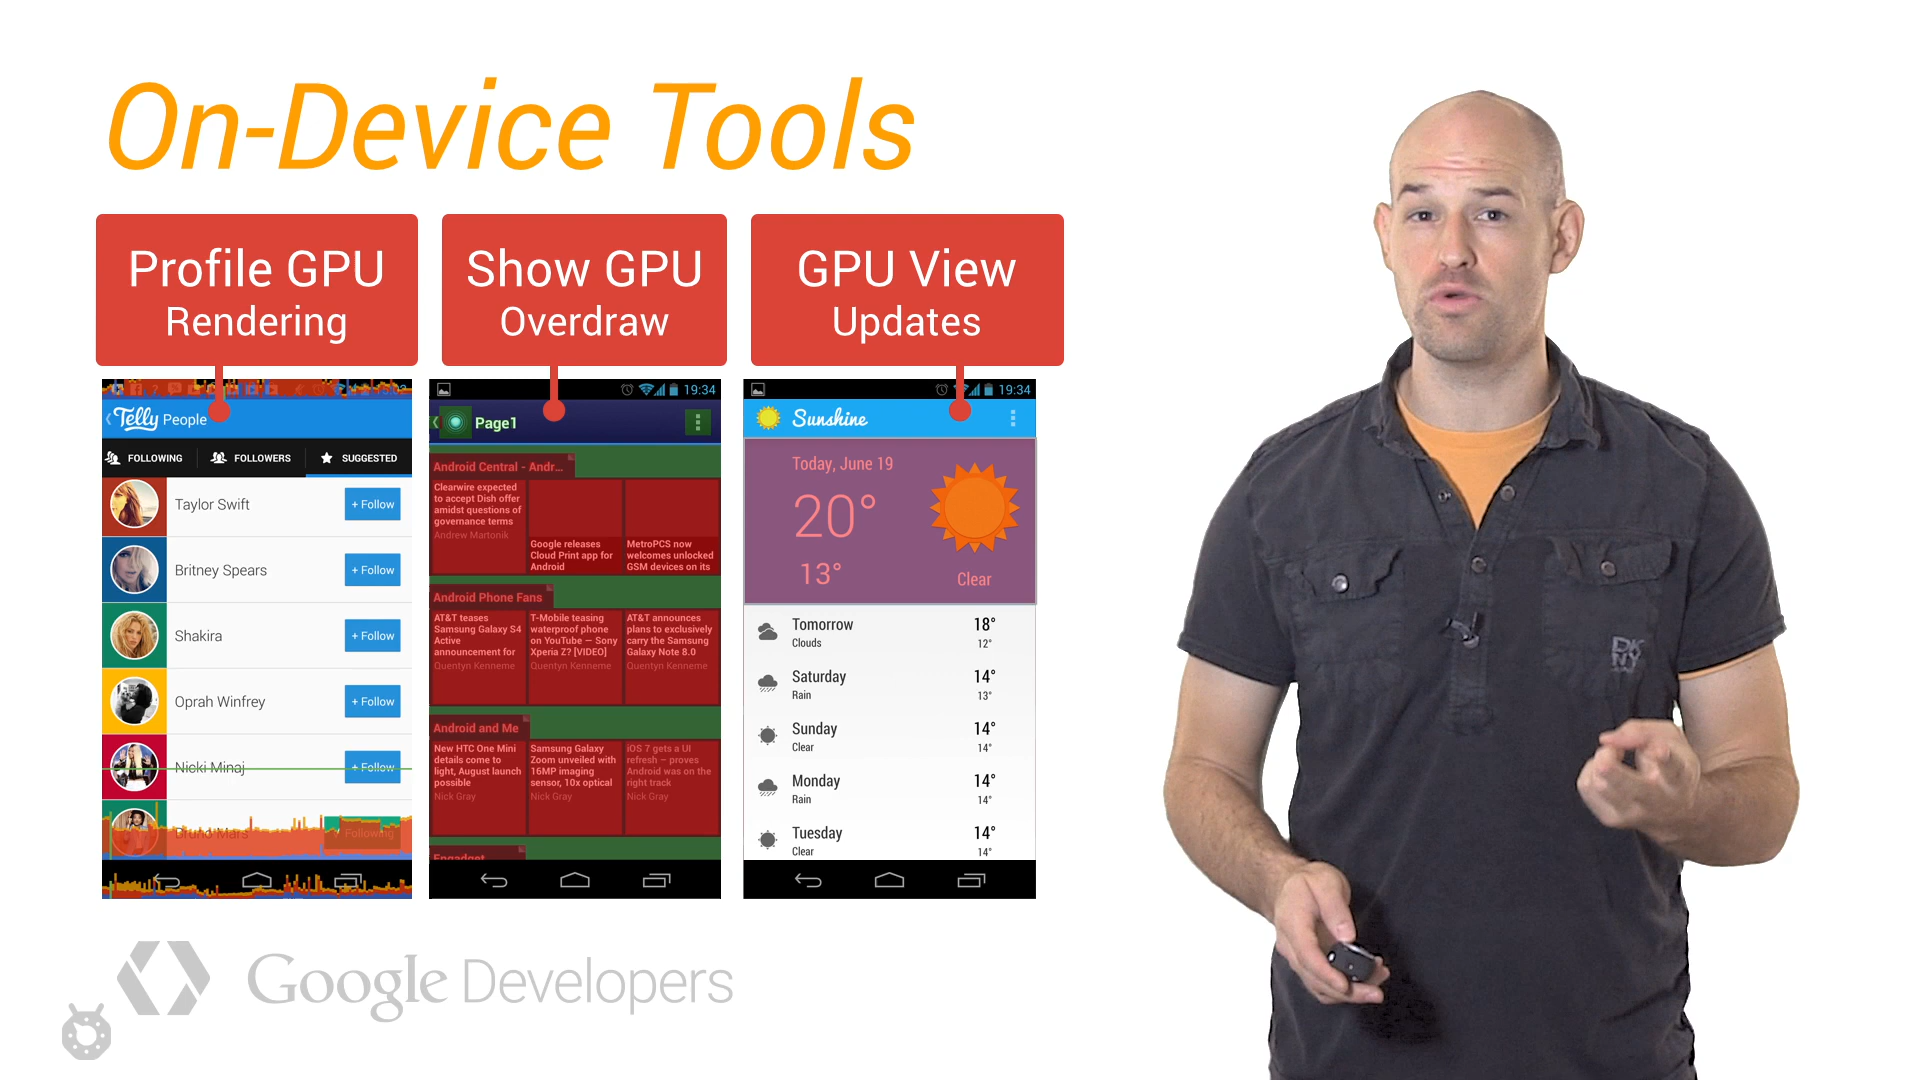 On-Device Tools
Profile GPU
Rendering
Show GPU
Overdraw
GPU View
Updates
Telly People
FOLLOWING
FOLLOWERS
SUGGESTED
Taylor Swift
+ Follow
Britney Spears
+ Follow
Shakira
+ Follow
Oprah Winfrey
+ Follow
Nicki Minaj
+ Follow
Bruno Mars
Following
19:34
Page1
Android Central - Andr...
Clearwire expected
to accept Dish offer
amidst questions of
governance terms
Andrew Martonik
Google releases
Cloud Print app for
Android
MetroPCS now
welcomes unlocked
GSM devices on its
Android Phone Fans
AT&T teases
Samsung Galaxy S4
Active
announcement for
Quentyn Kenneme
T-Mobile teasing
waterproof phone
on YouTube – Sony
Xperia Z? [VIDEO]
Quentyn Kenneme
AT&T announces
plans to exclusively
carry the Samsung
Galaxy Note 8.0
Quentyn Kenneme
Android and Me
New HTC One Mini
details come to
light, August launch
possible
Nick Gray
Samsung Galaxy
Zoom unveiled with
16MP imaging
sensor, 10x optical
Nick Gray
iOS 7 gets a UI
refresh – proves
Android was on the
right track
Nick Gray
Engadget
19:34
Sunshine
Today, June 19
20°
13°
Clear
Tomorrow
18°
Clouds
12°
Saturday
14°
Rain
13°
Sunday
14°
Clear
14°
Monday
14°
Rain
14°
Tuesday
14°
Clear
14°
DK
NY
Google Developers